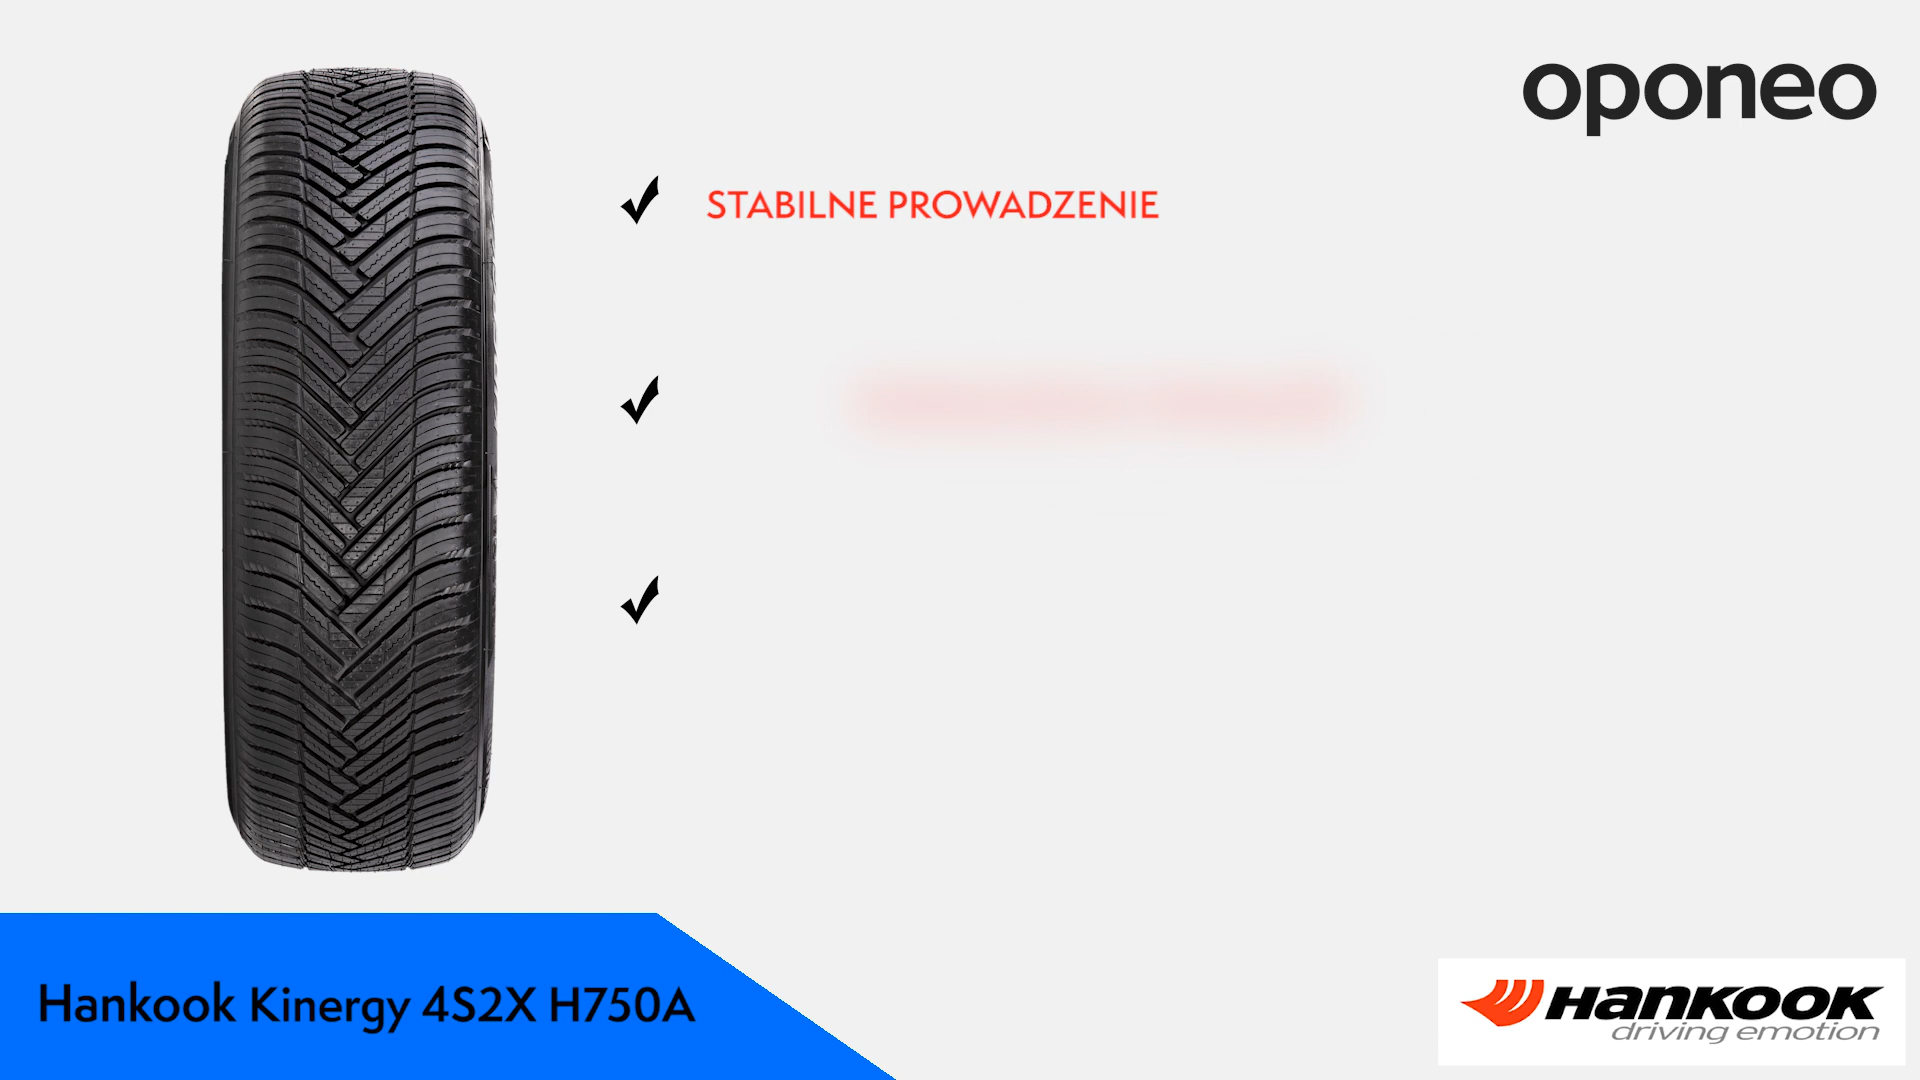 oponeo
STABILNE PROWADZENIE
Hankook Kinergy 4S2X H750A
HANKOOK
driving emotion